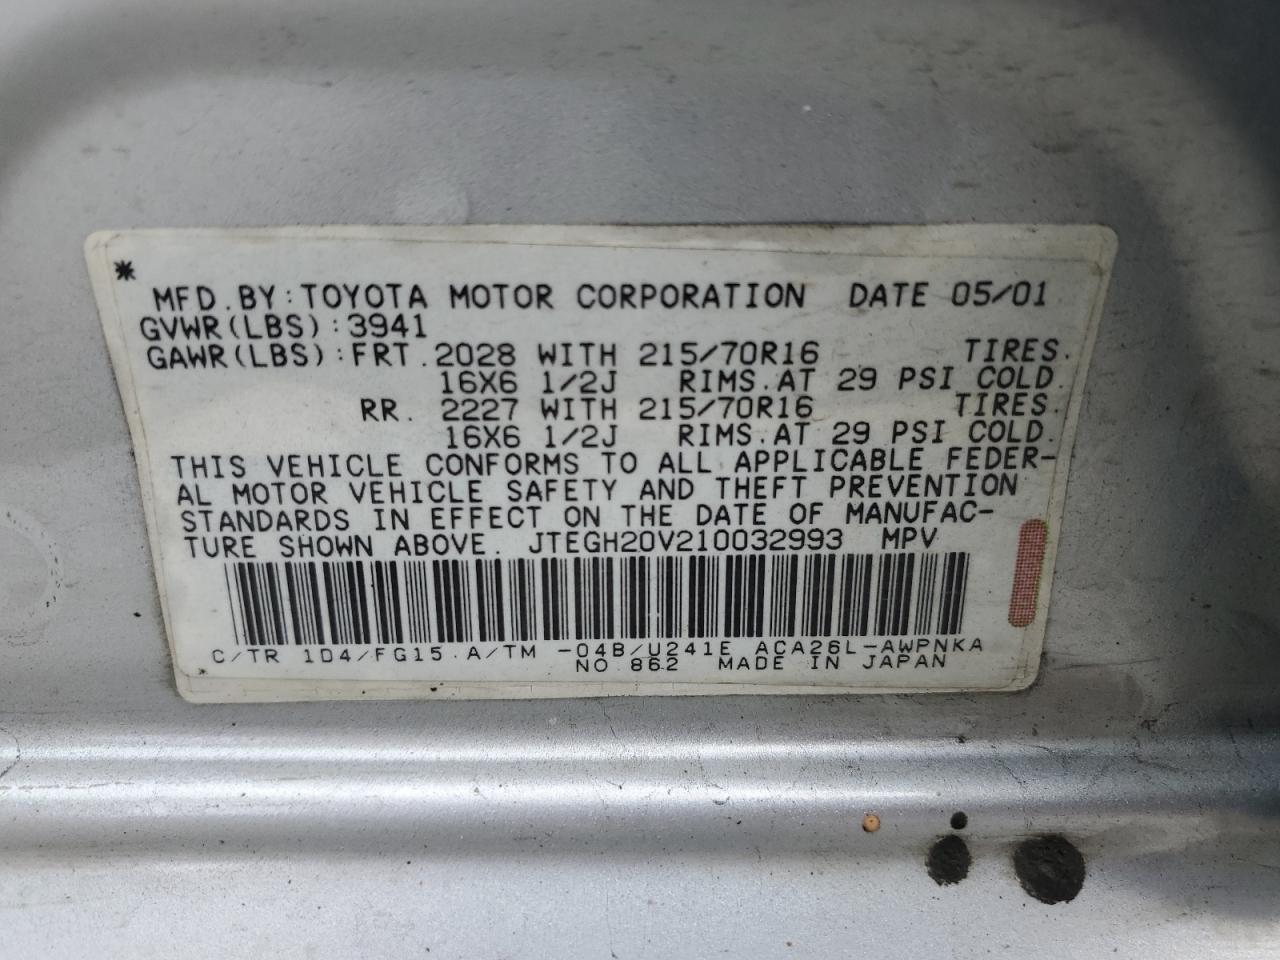 *
MFD. BY: TOYOTA MOTOR CORPORATION DATE 05/01
GVWR(LBS): 3941
GAWR(LBS): FRT. 2028 WITH 215/70R16 TIRES.
16X6 1/2J RIMS. AT 29 PSI COLD.
RR. 2227 WITH 215/70R16 TIRES.
16X6 1/2J RIMS. AT 29 PSI COLD.
THIS VEHICLE CONFORMS TO ALL APPLICABLE FEDER-
AL MOTOR VEHICLE SAFETY AND THEFT PREVENTION
STANDARDS IN EFFECT ON THE DATE OF MANUFAC-
TURE SHOWN ABOVE. JTEGH20V210032993 MPV
C/TR 1D4/FG15 A/TM -04B/U241E ACA26L-AWPNKA
NO.862 MADE IN JAPAN